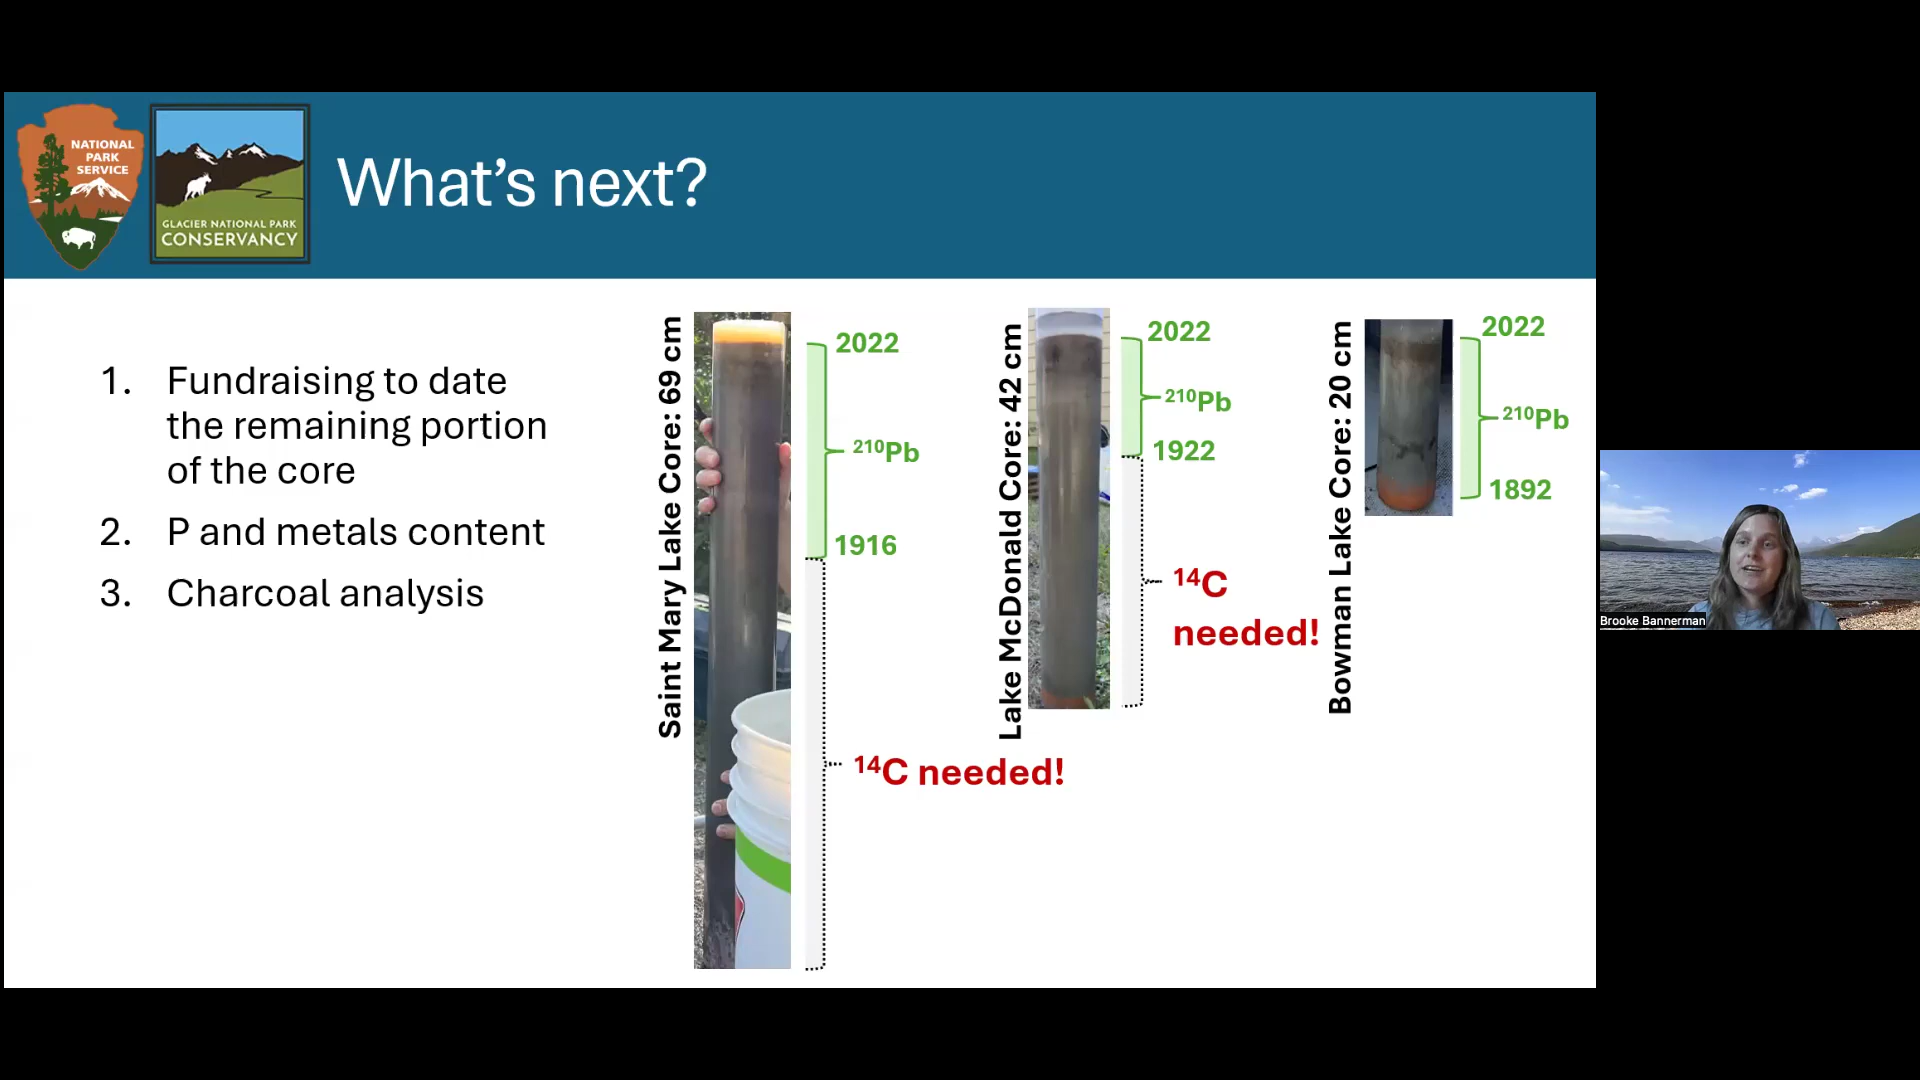 NATIONAL
PARK
SERVICE
GLACIER NATIONAL PARK
CONSERVANCY
What's next?
1. Fundraising to date
the remaining portion
of the core
2. P and metals content
3. Charcoal analysis
Saint Mary Lake Core: 69 cm
2022
²¹⁰Pb
1916
¹⁴C needed!
Lake McDonald Core: 42 cm
2022
²¹⁰Pb
1922
¹⁴C
needed!
Bowman Lake Core: 20 cm
2022
²¹⁰Pb
1892
Brooke Bannerman